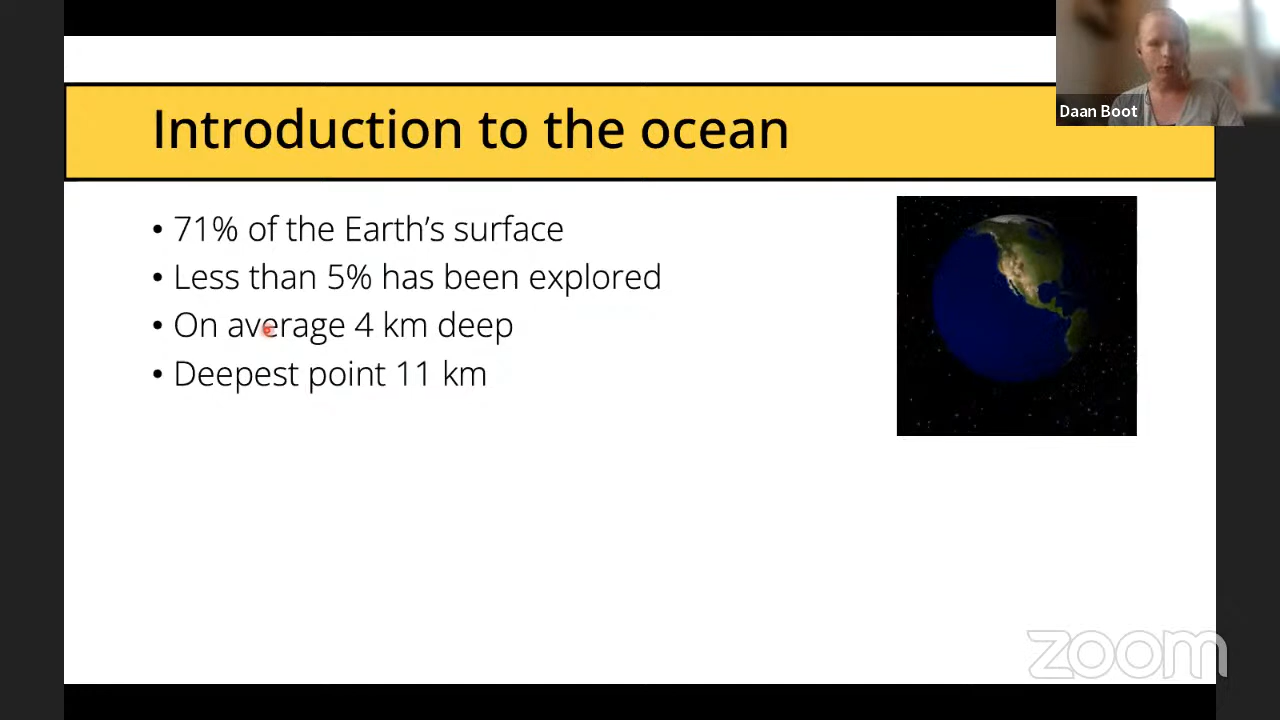 Introduction to the ocean
Daan Boot
• 71% of the Earth’s surface
• Less than 5% has been explored
• On average 4 km deep
• Deepest point 11 km
zoom